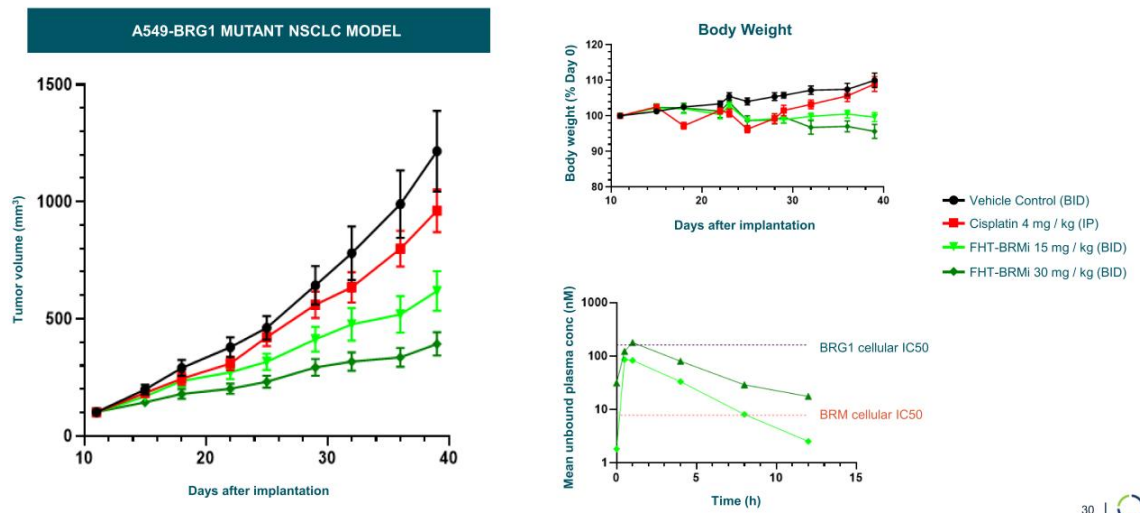 A549-BRG1 MUTANT NSCLC MODEL
Tumor volume (mm³)
1500
1000
500
0
10
20
30
40
Days after implantation
Body Weight
Body weight (% Day 0)
120
110
100
90
80
10
20
30
40
Days after implantation
Vehicle Control (BID)
Cisplatin 4 mg / kg (IP)
FHT-BRMi 15 mg / kg (BID)
FHT-BRMi 30 mg / kg (BID)
Mean unbound plasma conc (nM)
1000
100
10
1
0
5
10
15
Time (h)
BRG1 cellular IC50
BRM cellular IC50
30 |